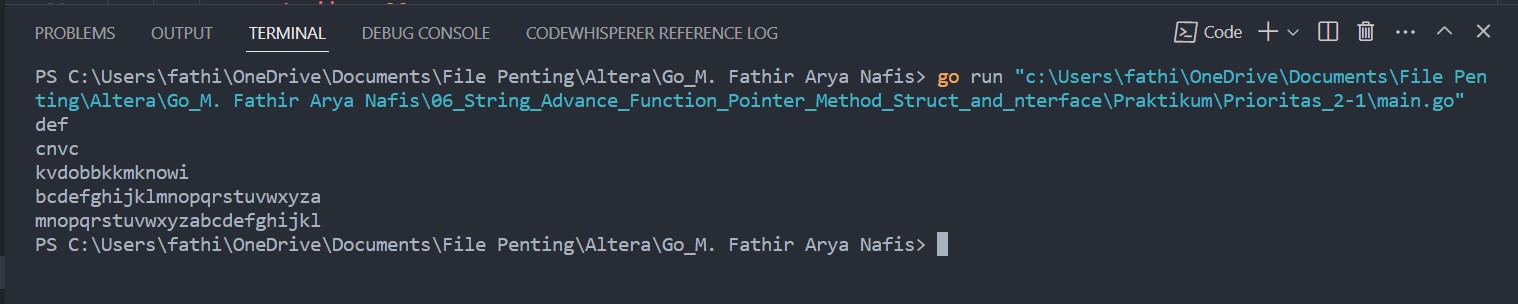 PROBLEMS OUTPUT TERMINAL DEBUG CONSOLE CODEWHISPERER REFERENCE LOG Code
PS C:\Users\fathi\OneDrive\Documents\File Penting\Altera\Go_M. Fathir Arya Nafis> go run "c:\Users\fathi\OneDrive\Documents\File Pen
ting\Altera\Go_M. Fathir Arya Nafis\06_String_Advance_Function_Pointer_Method_Struct_and_nterface\Praktikum\Prioritas_2-1\main.go"
def
cnvc
kvdobbkkmknowi
bcdefghijklmnopqrstuvwxyza
mnopqrstuvwxyzabcdefghijkl
PS C:\Users\fathi\OneDrive\Documents\File Penting\Altera\Go_M. Fathir Arya Nafis>